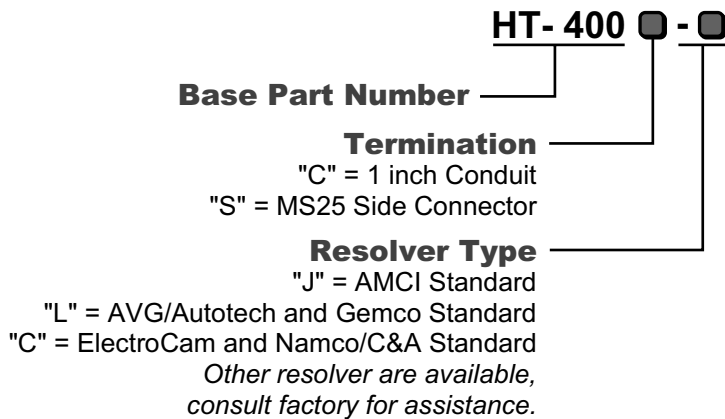 HT- 400 -
Base Part Number
Termination
"C" = 1 inch Conduit
"S" = MS25 Side Connector
Resolver Type
"J" = AMCI Standard
"L" = AVG/Autotech and Gemco Standard
"C" = ElectroCam and Namco/C&A Standard
Other resolver are available,
consult factory for assistance.